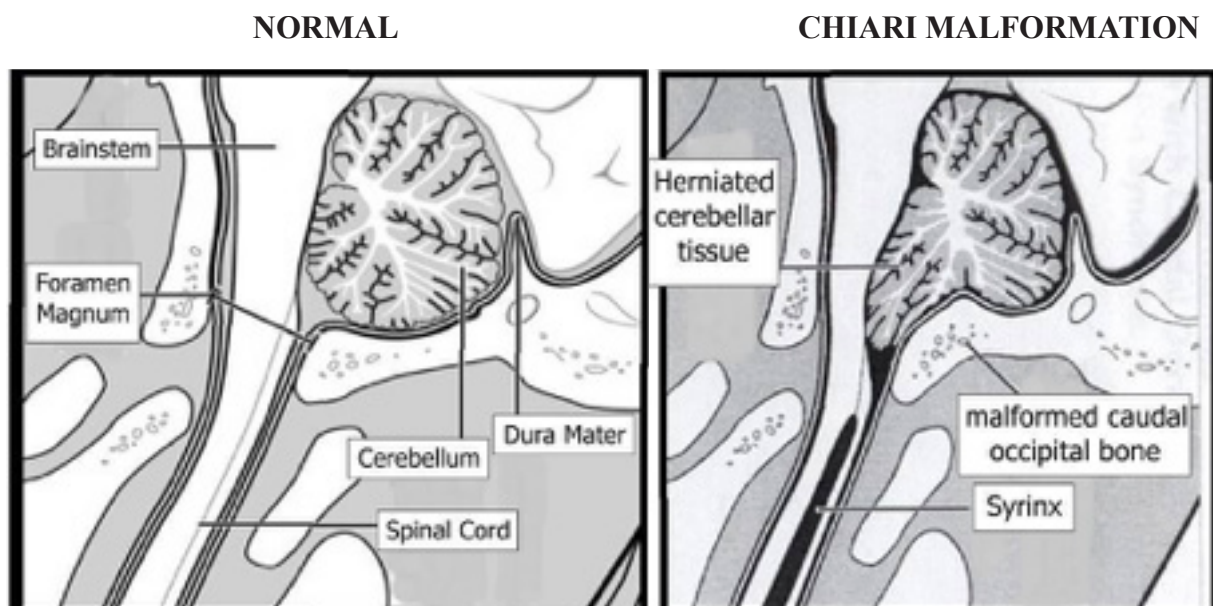 NORMAL
Brainstem
Foramen
Magnum
Dura Mater
Cerebellum
Spinal Cord
CHIARI MALFORMATION
Herniated
cerebellar
tissue
malformed caudal
occipital bone
Syrinx